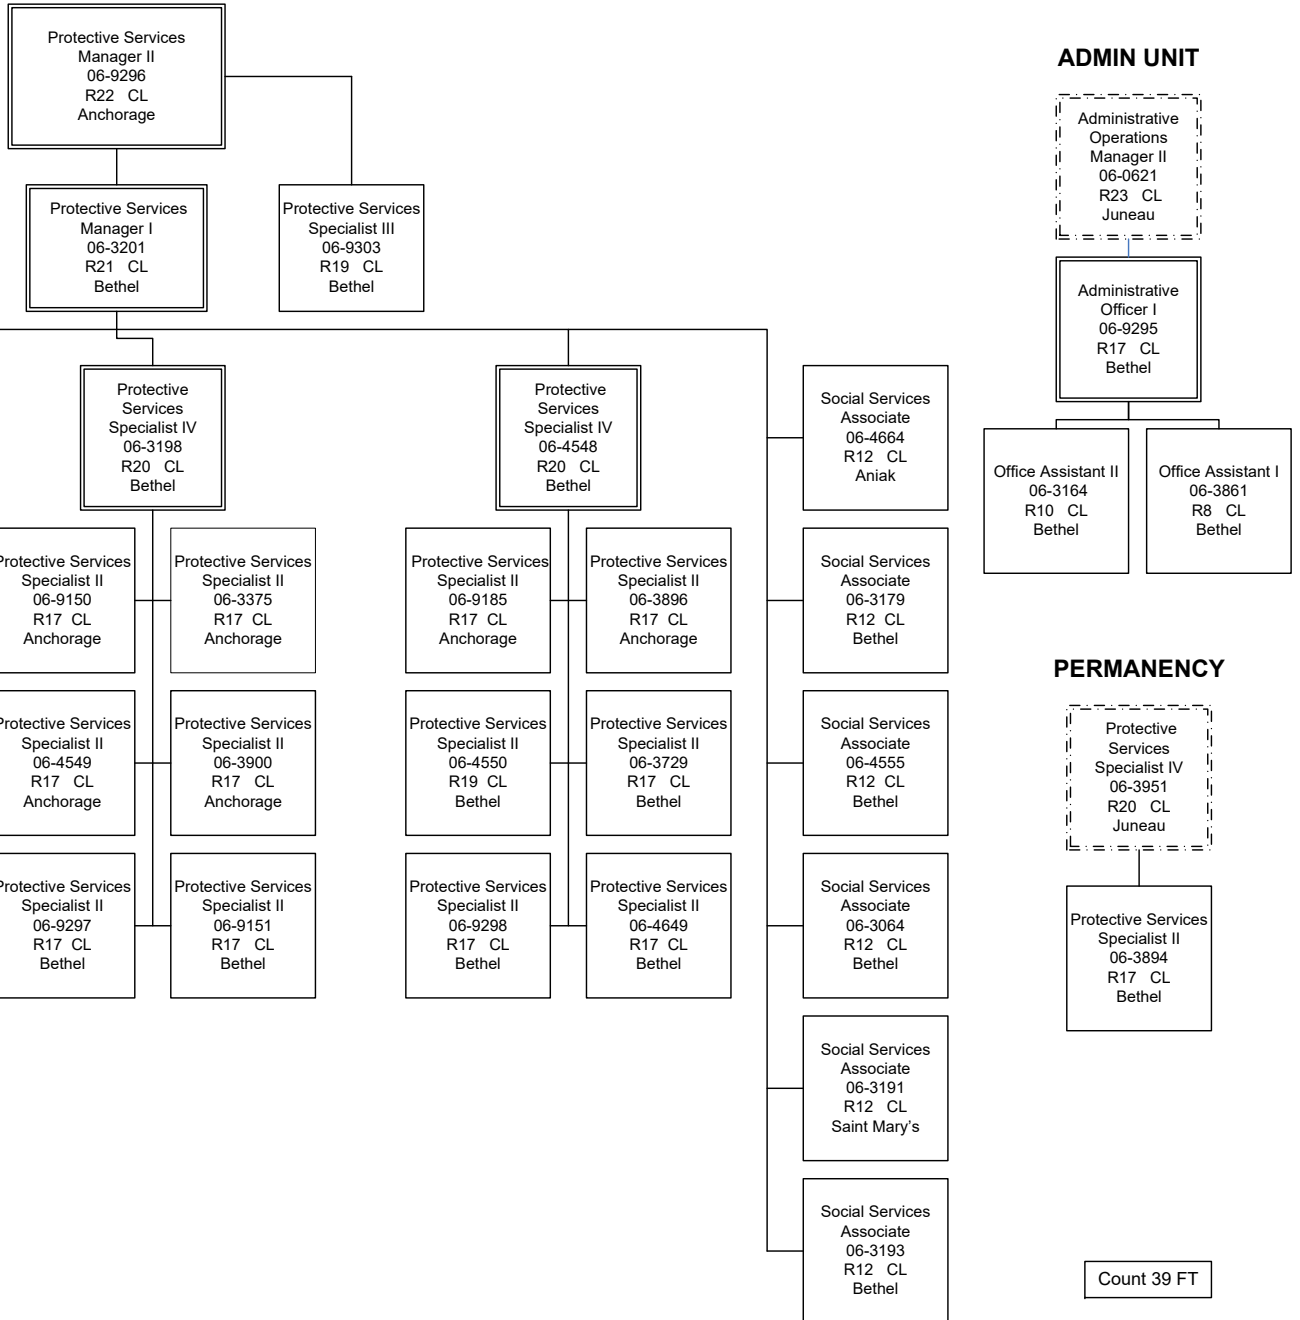 Protective Services
Manager II
06-9296
R22 CL
Anchorage
Protective Services
Manager I
06-3201
R21 CL
Bethel
Protective Services
Specialist III
06-9303
R19 CL
Bethel
Protective
Services
Specialist IV
06-3198
R20 CL
Bethel
Protective
Services
Specialist IV
06-4548
R20 CL
Bethel
Protective Services
Specialist II
06-9150
R17 CL
Anchorage
Protective Services
Specialist II
06-3375
R17 CL
Anchorage
Protective Services
Specialist II
06-9185
R17 CL
Anchorage
Protective Services
Specialist II
06-3896
R17 CL
Anchorage
Protective Services
Specialist II
06-4549
R17 CL
Anchorage
Protective Services
Specialist II
06-3900
R17 CL
Anchorage
Protective Services
Specialist II
06-4550
R19 CL
Bethel
Protective Services
Specialist II
06-3729
R17 CL
Bethel
Protective Services
Specialist II
06-9297
R17 CL
Bethel
Protective Services
Specialist II
06-9151
R17 CL
Bethel
Protective Services
Specialist II
06-9298
R17 CL
Bethel
Protective Services
Specialist II
06-4649
R17 CL
Bethel
Social Services
Associate
06-4664
R12 CL
Aniak
Social Services
Associate
06-3179
R12 CL
Bethel
Social Services
Associate
06-4555
R12 CL
Bethel
Social Services
Associate
06-3064
R12 CL
Bethel
Social Services
Associate
06-3191
R12 CL
Saint Mary’s
Social Services
Associate
06-3193
R12 CL
Bethel
ADMIN UNIT
Administrative
Operations
Manager II
06-0621
R23 CL
Juneau
Administrative
Officer I
06-9295
R17 CL
Bethel
Office Assistant II
06-3164
R10 CL
Bethel
Office Assistant I
06-3861
R8 CL
Bethel
PERMANENCY
Protective
Services
Specialist IV
06-3951
R20 CL
Juneau
Protective Services
Specialist II
06-3894
R17 CL
Bethel
Count 39 FT